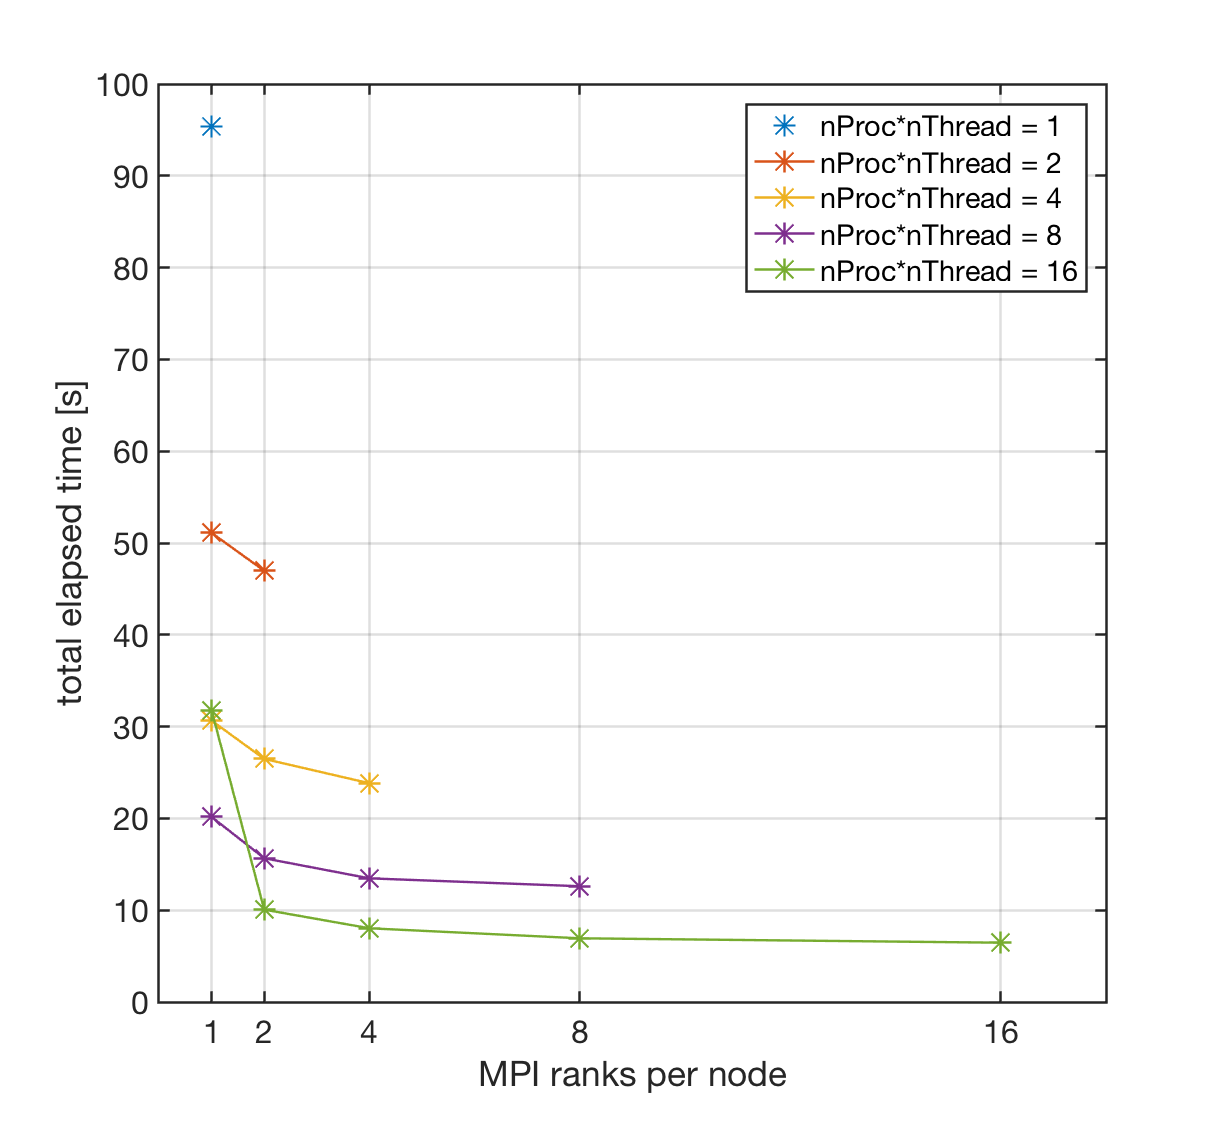 100
90
80
70
60
50
40
30
20
10
0
total elapsed time [s]
nProc*nThread = 1
nProc*nThread = 2
nProc*nThread = 4
nProc*nThread = 8
nProc*nThread = 16
1 2 4 8 16
MPI ranks per node